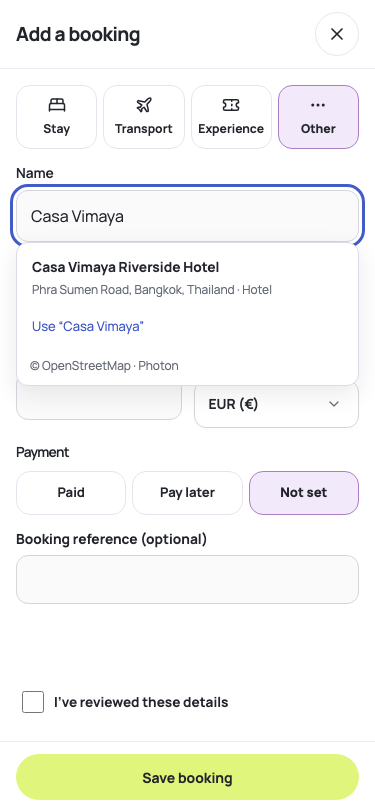 Add a booking
Stay
Transport
Experience
Other
Name
Casa Vimaya
Casa Vimaya Riverside Hotel
Phra Sumen Road, Bangkok, Thailand · Hotel
Use “Casa Vimaya”
© OpenStreetMap · Photon
EUR (€)
Payment
Paid
Pay later
Not set
Booking reference (optional)
I've reviewed these details
Save booking